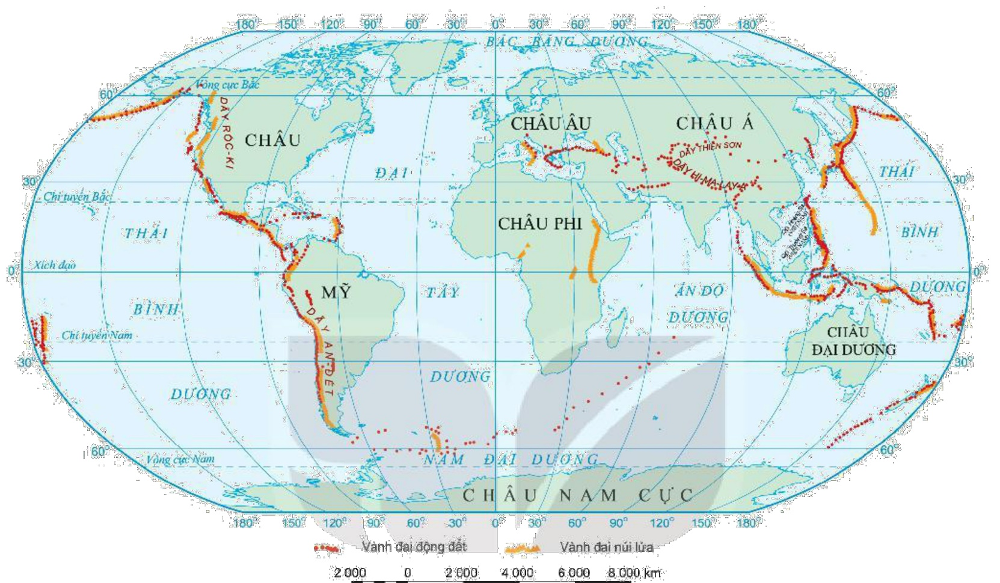 180° 150° 120° 90° 60° 30° 0° 30° 60° 90° 120° 150° 180°
BẮC BĂNG DƯƠNG
Vòng cực Bắc
60° 60°
DÃY RỐC-KI
CHÂU
CHÂU ÂU
CHÂU Á
DÃY THIÊN SƠN
DÃY HI-MA-LAY-A
ĐẠI
THÁI
30° 30°
Chí tuyến Bắc
THÁI
CHÂU PHI
BÌNH
Xích đạo
0° 0°
MỸ
TÂY
ẤN ĐỘ
DƯƠNG
DƯƠNG
BÌNH
DÃY AN-ĐÉT
Chí tuyến Nam
CHÂU
ĐẠI DƯƠNG
30° 30°
DƯƠNG
DƯƠNG
60° 60°
Vòng cực Nam
NAM ĐẠI DƯƠNG
CHÂU NAM CỰC
180° 150° 120° 90° 60° 30° 0° 30° 60° 90° 120° 150° 180°
Vành đai động đất
Vành đai núi lửa
2 000 0 2 000 4 000 6 000 8 000 km